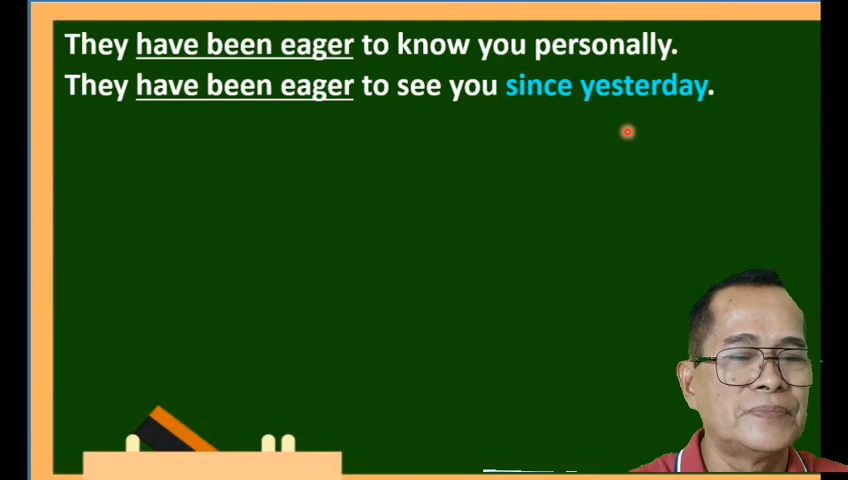 They have been eager to know you personally.
They have been eager to see you since yesterday.